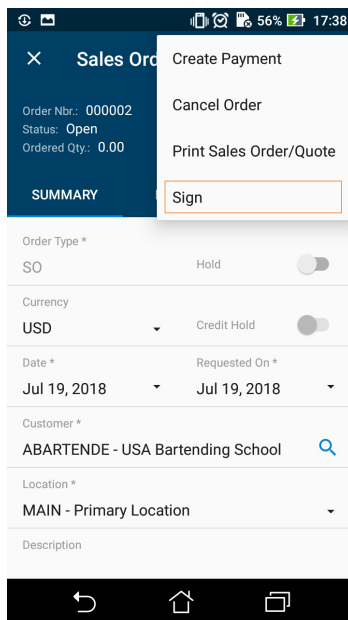 56% 17:38
Sales Ord
Create Payment
Cancel Order
Print Sales Order/Quote
Sign
Order Nbr.: 000002
Status: Open
Ordered Qty.: 0.00
SUMMARY
Order Type *
SO
Hold
Currency
USD
Credit Hold
Date *
Requested On *
Jul 19, 2018
Jul 19, 2018
Customer *
ABARTENDE - USA Bartending School
Location *
MAIN - Primary Location
Description